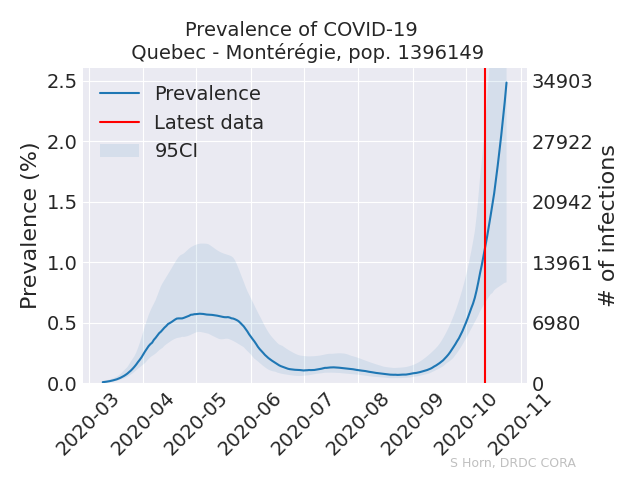 Prevalence of COVID-19
Quebec - Montérégie, pop. 1396149
Prevalence
Latest data
95CI
Prevalence (%)
2.5
2.0
1.5
1.0
0.5
0.0
34903
27922
20942
13961
6980
0
# of infections
2020-03
2020-04
2020-05
2020-06
2020-07
2020-08
2020-09
2020-10
2020-11
S Horn, DRDC CORA